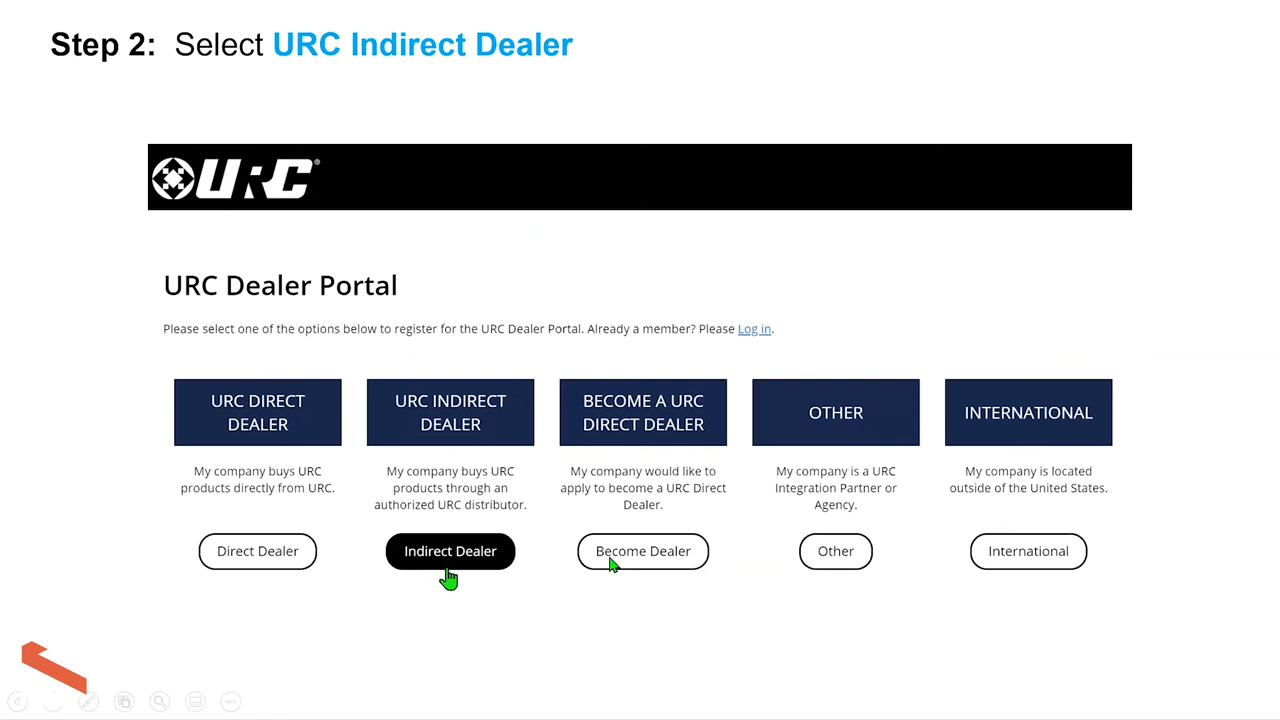 Step 2: Select URC Indirect Dealer
URC®
URC Dealer Portal
Please select one of the options below to register for the URC Dealer Portal. Already a member? Please Log in.
URC DIRECT
DEALER
My company buys URC
products directly from URC.
Direct Dealer
URC INDIRECT
DEALER
My company buys URC
products through an
authorized URC distributor.
Indirect Dealer
BECOME A URC
DIRECT DEALER
My company would like to
apply to become a URC Direct
Dealer.
Become Dealer
OTHER
My company is a URC
Integration Partner or
Agency.
Other
INTERNATIONAL
My company is located
outside of the United States.
International